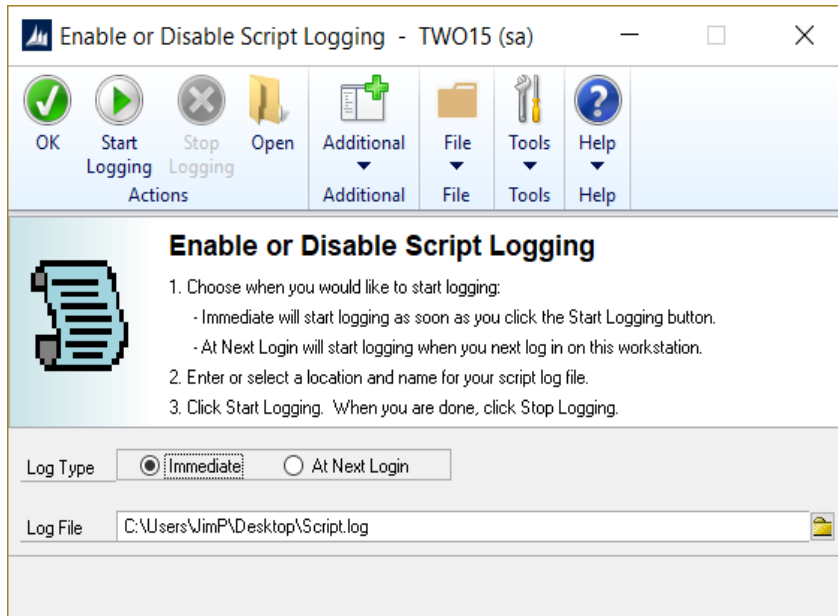 Enable or Disable Script Logging - TWO15 (sa)
OK Start Logging Stop Logging Open Additional File Tools Help
Actions Additional File Tools Help
Enable or Disable Script Logging
1. Choose when you would like to start logging:
- Immediate will start logging as soon as you click the Start Logging button.
- At Next Login will start logging when you next log in on this workstation.
2. Enter or select a location and name for your script log file.
3. Click Start Logging. When you are done, click Stop Logging.
Log Type Immediate At Next Login
Log File C:\Users\JimP\Desktop\Script.log